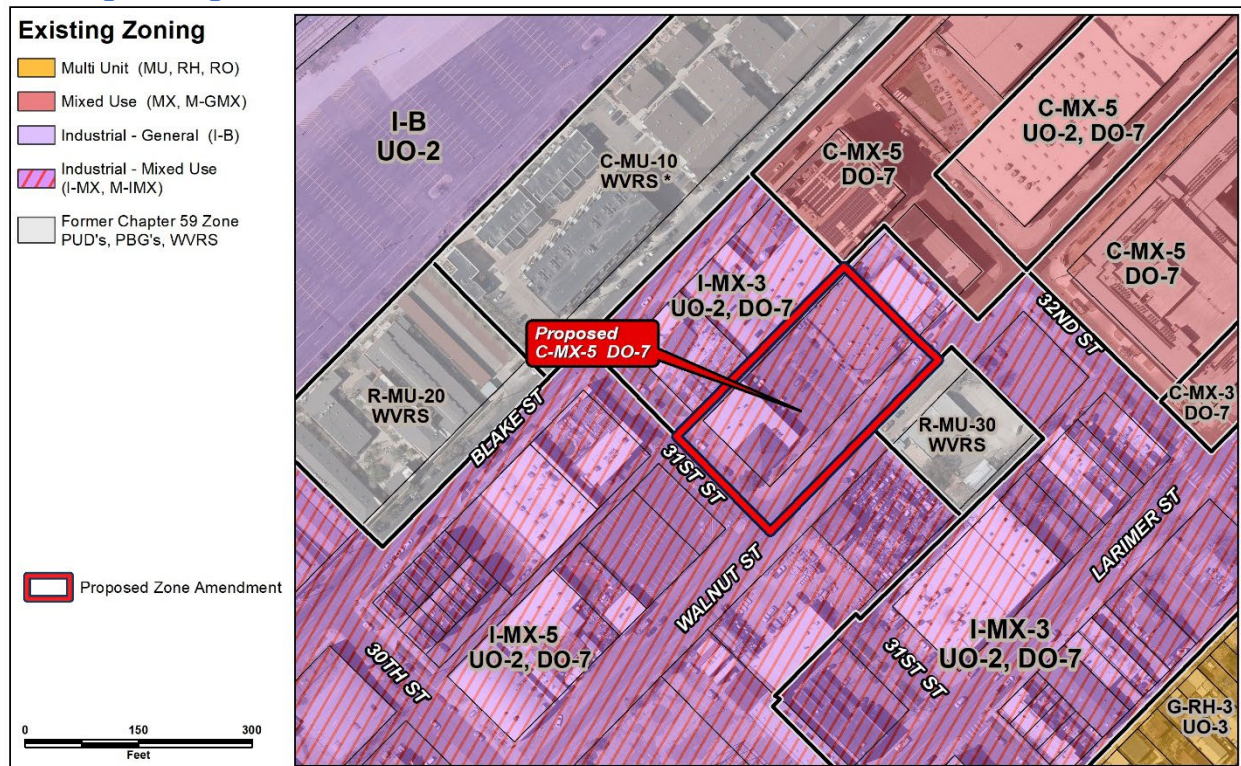 Existing Zoning
Multi Unit (MU, RH, RO)
Mixed Use (MX, M-GMX)
Industrial - General (I-B)
Industrial - Mixed Use
(I-MX, M-IMX)
Former Chapter 59 Zone
PUD's, PBG's, WVRS
Proposed Zone Amendment
0 150 300
Feet
I-B
UO-2
C-MU-10
WVRS *
C-MX-5
DO-7
C-MX-5
UO-2, DO-7
C-MX-5
DO-7
I-MX-3
UO-2, DO-7
Proposed
C-MX-5 DO-7
32ND ST
C-MX-3
DO-7
R-MU-20
WVRS
BLAKE ST
31ST ST
R-MU-30
WVRS
WALNUT ST
LARIMER ST
30TH ST
I-MX-5
UO-2, DO-7
31ST ST
I-MX-3
UO-2, DO-7
G-RH-3
UO-3